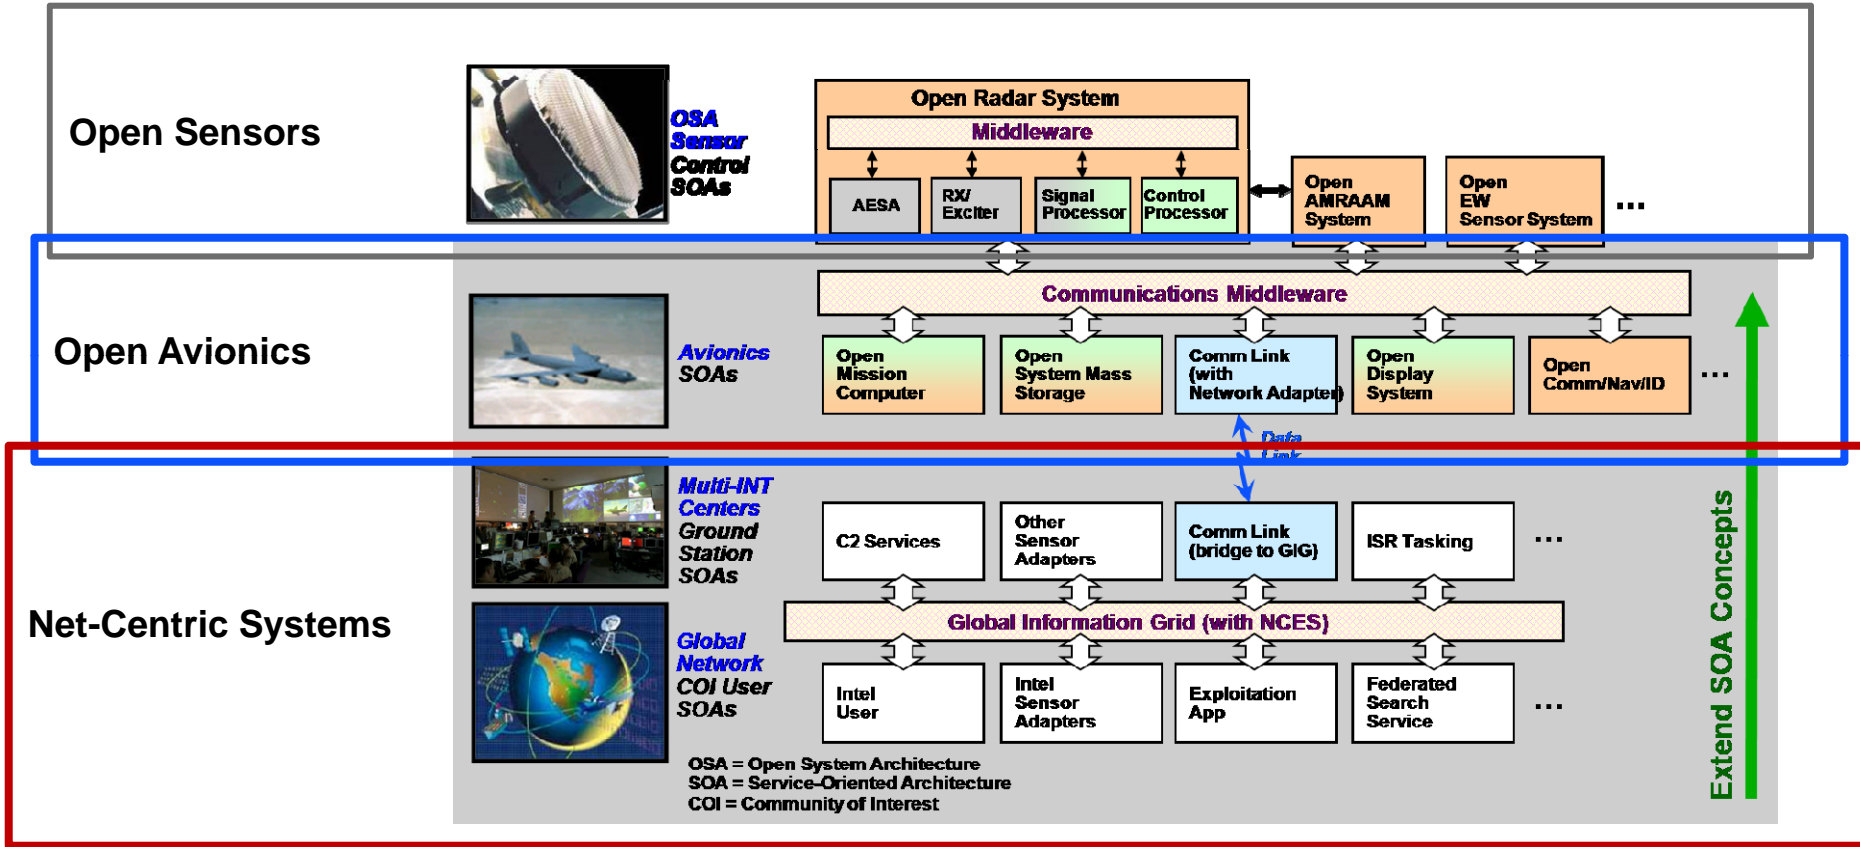 Open Sensors
OSA
Sensor
Control
SOAs
Open Radar System
Middleware
AESA
RX/
Exciter
Signal
Processor
Control
Processor
Open
AMRAAM
System
Open
EW
Sensor System
...
Open Avionics
Avionics
SOAs
Communications Middleware
Open
Mission
Computer
Open
System Mass
Storage
Comm Link
(with
Network Adapter)
Open
Display
System
Open
Comm/Nav/ID
...
Data
Link
Net-Centric Systems
Multi-INT
Centers
Ground
Station
SOAs
C2 Services
Other
Sensor
Adapters
Comm Link
(bridge to GIG)
ISR Tasking
...
Global Information Grid (with NCES)
Global
Network
COI User
SOAs
Intel
User
Intel
Sensor
Adapters
Exploitation
App
Federated
Search
Service
...
OSA = Open System Architecture
SOA = Service-Oriented Architecture
COI = Community of Interest
Extend SOA Concepts